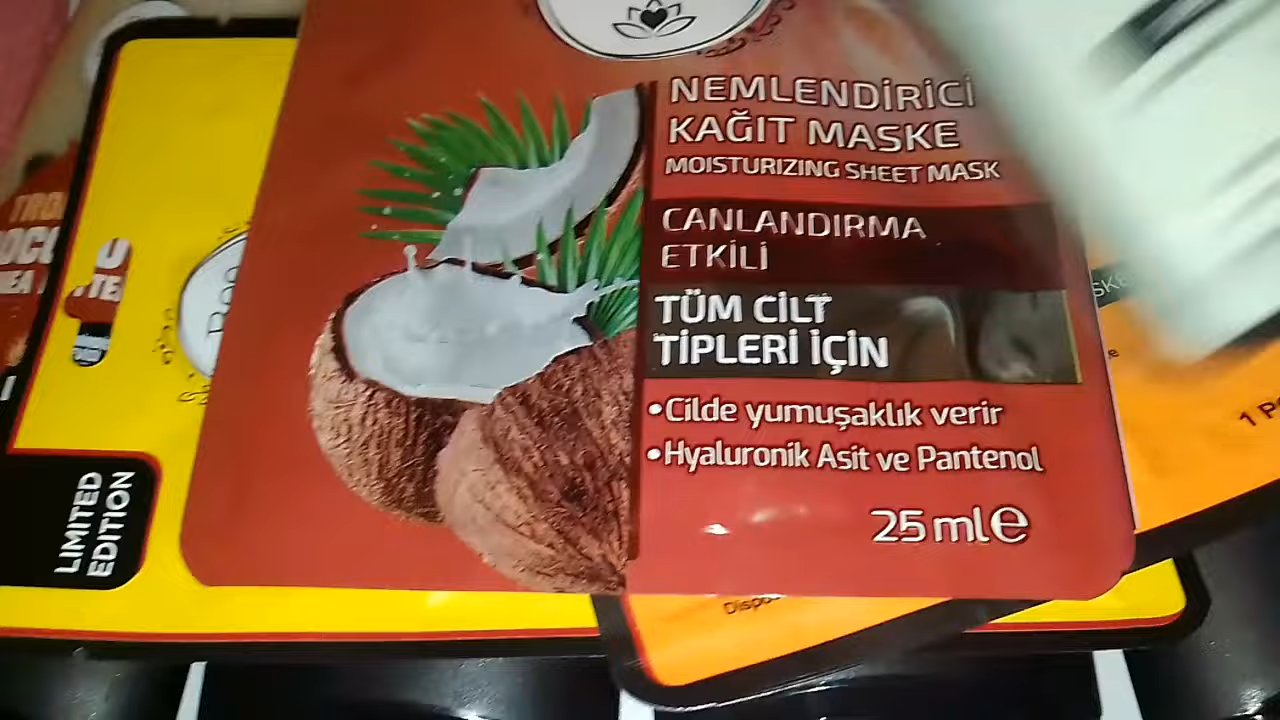 NEMLENDİRİCİ
KAĞIT MASKE
MOISTURIZING SHEET MASK
CANLANDIRMA
ETKİLİ
TÜM CİLT
TİPLERİ İÇİN
•Cilde yumuşaklık verir
•Hyaluronik Asit ve Pantenol
25 ml e
LIMITED
EDITION